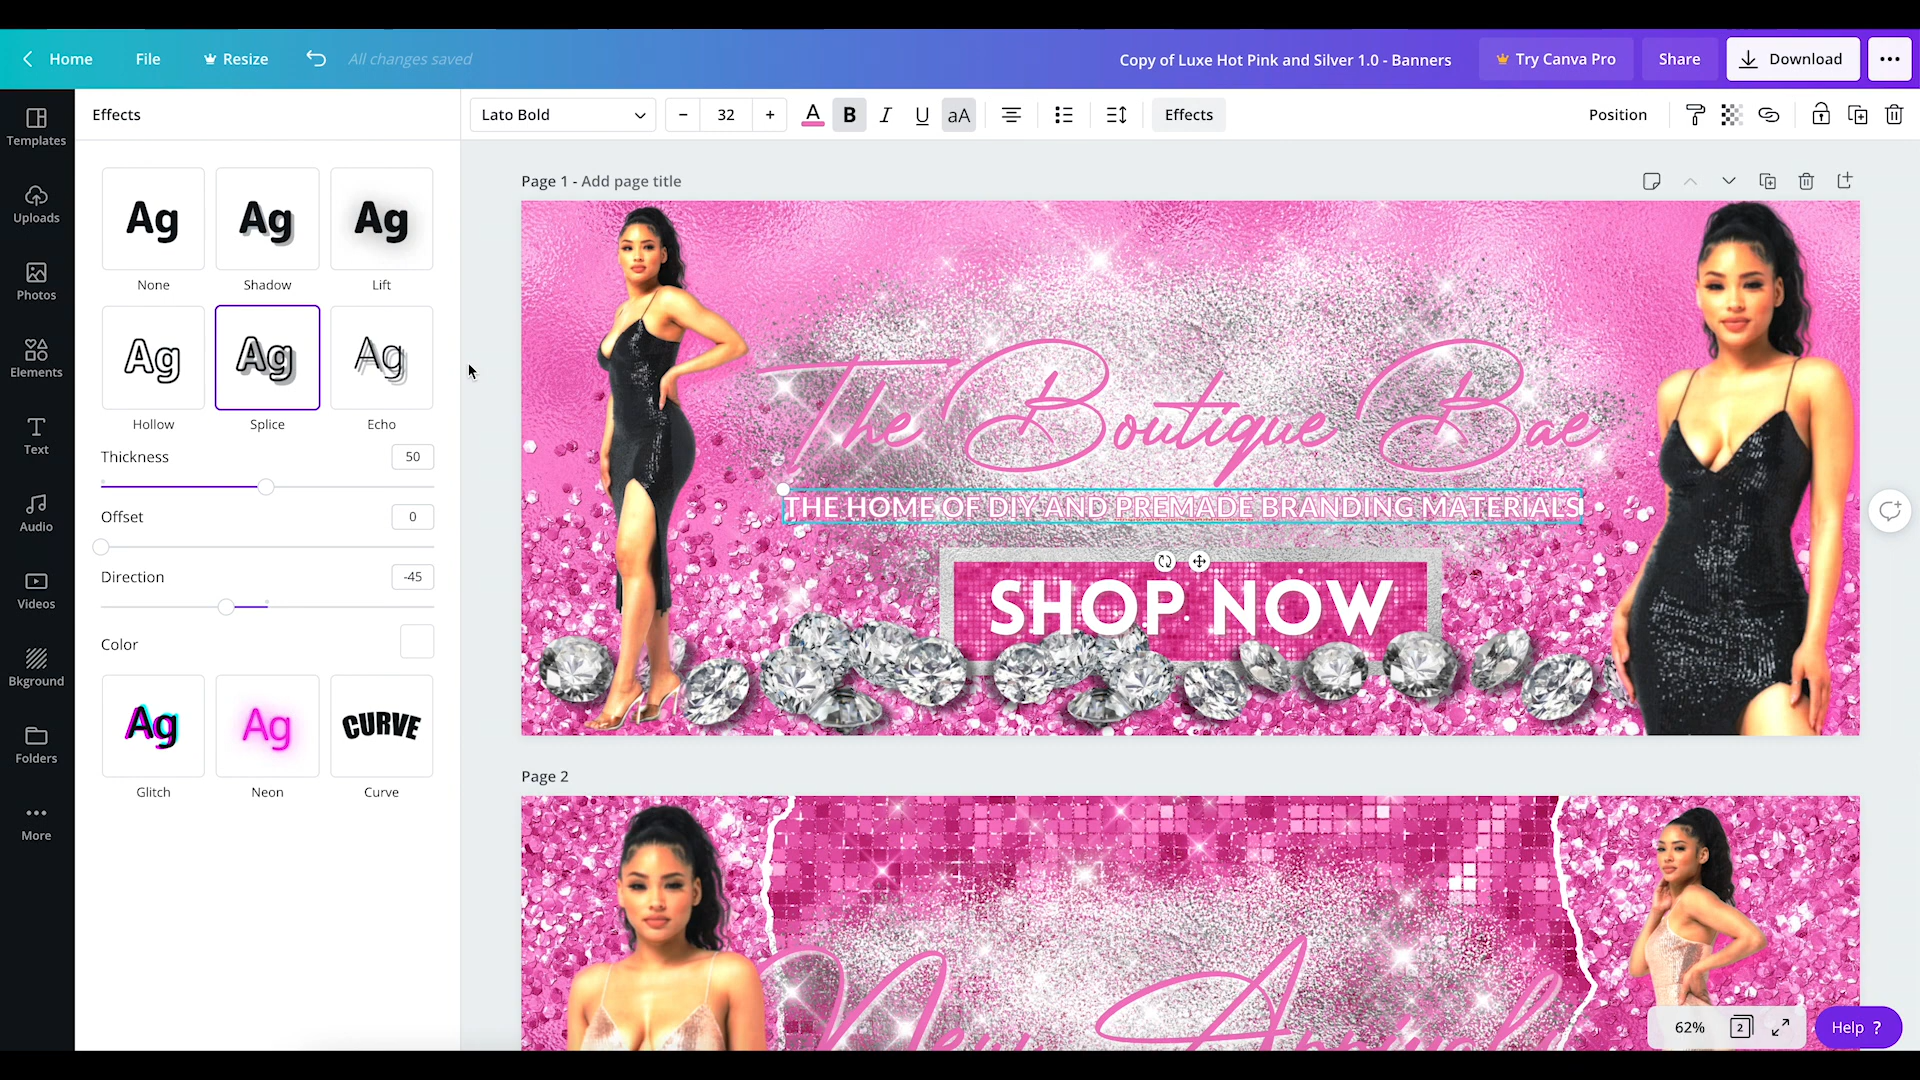 Home File Resize All changes saved Copy of Luxe Hot Pink and Silver 1.0 - Banners Try Canva Pro Share Download
Templates
Uploads
Photos
Elements
Text
Audio
Videos
Bkground
Folders
More
Effects
Ag Ag Ag
None Shadow Lift
Ag Ag Ag
Hollow Splice Echo
Thickness 50
Offset 0
Direction -45
Color
Ag Ag CURVE
Glitch Neon Curve
Lato Bold − 32 + A B I U aA Effects Position
Page 1 - Add page title
The Boutique Bae
THE HOME OF DIY AND PREMADE BRANDING MATERIALS
SHOP NOW
Page 2
New Arrivals
62% 2 Help ?